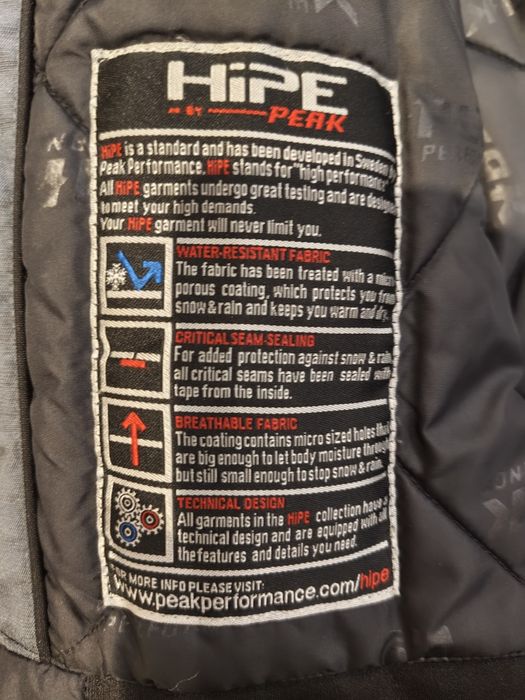 HiPE
BY PEAK
HiPE is a standard and has been developed in Sweden
Peak Performance. HiPE stands for "high performance"
All HiPE garments undergo great testing and are
to meet your high demands.
Your HiPE garment will never limit you.
WATER-RESISTANT FABRIC
The fabric has been treated with a micro
porous coating, which protects you from
snow & rain and keeps you warm and dry.
CRITICAL SEAM-SEALING
For added protection against snow & rain,
all critical seams have been sealed with
tape from the inside.
BREATHABLE FABRIC
The coating contains micro sized holes that
are big enough to let body moisture through
but still small enough to stop snow & rain.
TECHNICAL DESIGN
All garments in the HiPE collection have a
technical design and are equipped with all
the features and details you need.
FOR MORE INFO PLEASE VISIT:
www.peakperformance.com/hipe